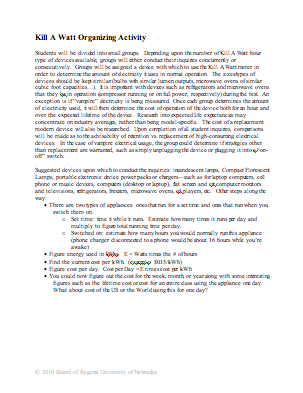 Kill A Watt Organizing Activity
Students will be divided into small groups. Depending upon the number of Kill A Watt hour
type of devices available, groups will either conduct their inquiries concurrently or
consecutively. Groups will be assigned a device with which to use the Kill A Watt meter in
order to determine the amount of electricity it uses in normal operation. The sizes/types of
devices should be kept similar (bulbs with similar lumen outputs, microwave ovens of similar
cubic foot capacities…). It is important with devices such as refrigerators and microwave ovens
that they in operation (compressor running or on full power, respectively) during the test. An
exception is if "vampire" electricity is being measured. Once each group determines the amount
of electricity used, it will then determine the cost of operation of the device both for an hour and
over the expected lifetime of the device. Research into expected life expectancies may
concentrate on industry average, rather than being model-specific. The cost of a replacement
modern device will also be researched. Upon completion of all student inquiries, comparisons
will be made as to the advisability of retention vs. replacement of high-consuming electrical
devices. In the case of vampire electrical usage, the group could determine if strategies other
than replacement are warranted, such as simply unplugging the device or plugging it into "on-
off" switch.
Suggested devices upon which to conduct the inquiries: incandescent lamps, Compact Florescent
Lamps, portable electronic device power packs or chargers—such as for laptop computers, cell
phone or music devices, computers (desktop or laptop), flat screen and computer monitors
and televisions, refrigerators, freezers, microwave ovens, players, etc. Other steps along the
way:
• There are two types of appliances: ones that run for a set time and ones that run when you
switch them on.
o Set time: time it while it runs. Estimate how many times it runs per day and
multiply to figure total running time per day.
o Switched on: estimate how many hours you would normally run this appliance
(phone charger disconnected to a phone would be about 16 hours while you're
awake)
• Figure energy used in E = Watts times the # of hours
• Find the current cost per kWh ( $015/kWh)
• Figure cost per day. Cost per Day = E times cost per kWh
• You could now figure out the cost for the week, month, or year along with some interesting
figures such as the lifetime cost or cost for an entire class using the appliance one day.
What about cost of the US or the World using this for one day?
© 2010 Board of Regents University of Nebraska